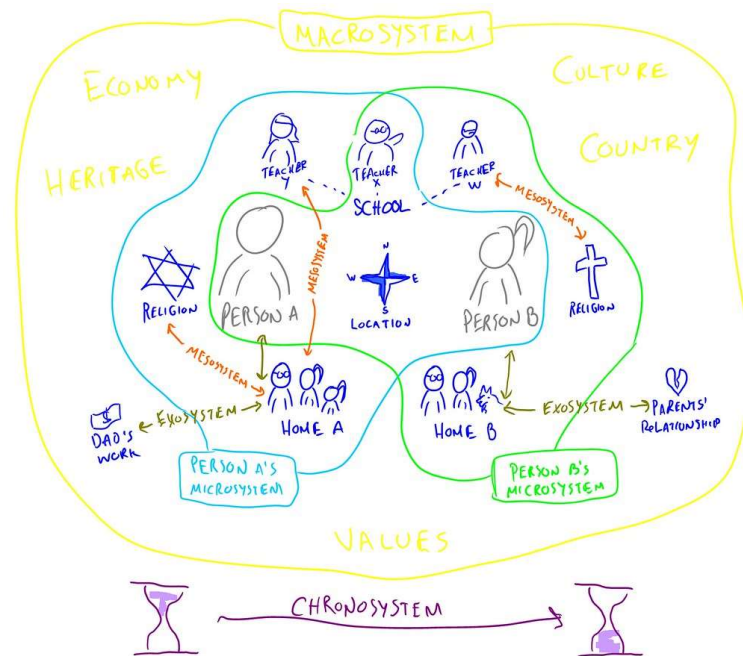 MACROSYSTEM
ECONOMY
CULTURE
HERITAGE
COUNTRY
TEACHER
Y
TEACHER
X
TEACHER
W
SCHOOL
MESOSYSTEM
MESOSYSTEM
RELIGION
PERSON A
N
W E
S
LOCATION
PERSON B
RELIGION
MESOSYSTEM
EXOSYSTEM
DAD'S
WORK
HOME A
HOME B
EXOSYSTEM
PARENTS'
RELATIONSHIP
PERSON A'S
MICROSYSTEM
PERSON B'S
MICROSYSTEM
VALUES
CHRONOSYSTEM